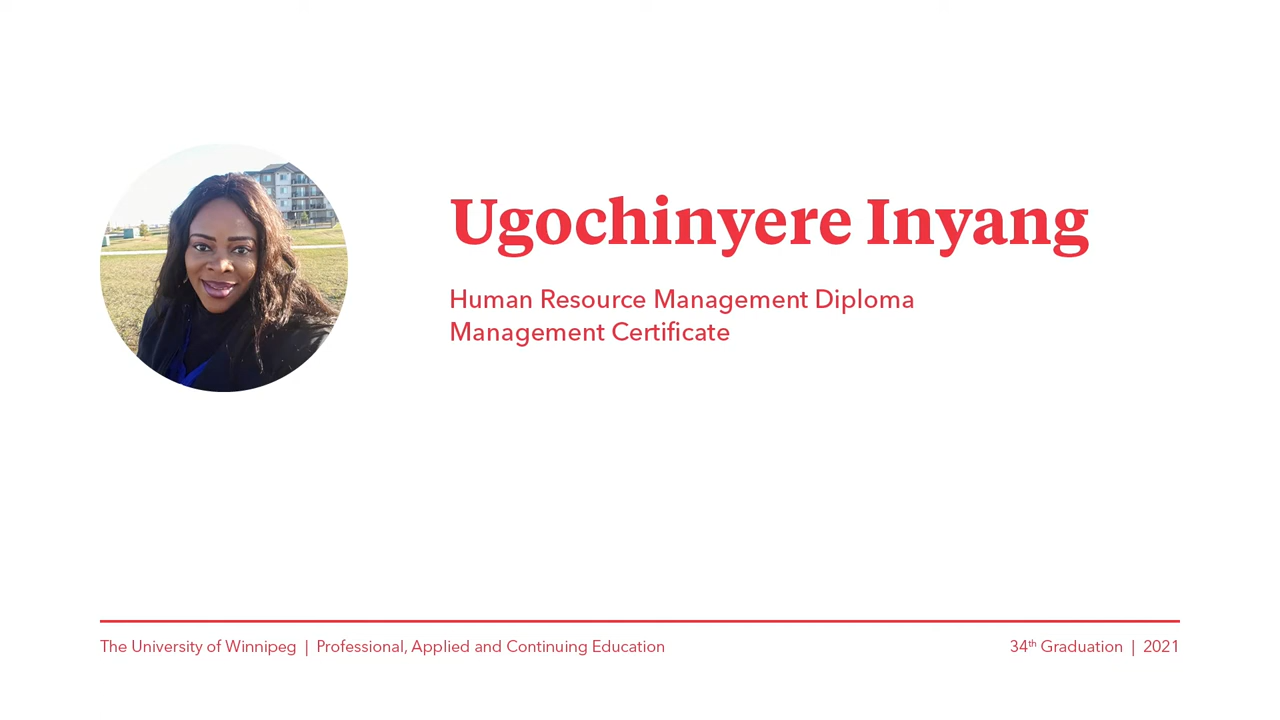 Ugochinyere Inyang
Human Resource Management Diploma
Management Certificate
The University of Winnipeg | Professional, Applied and Continuing Education
34th Graduation | 2021